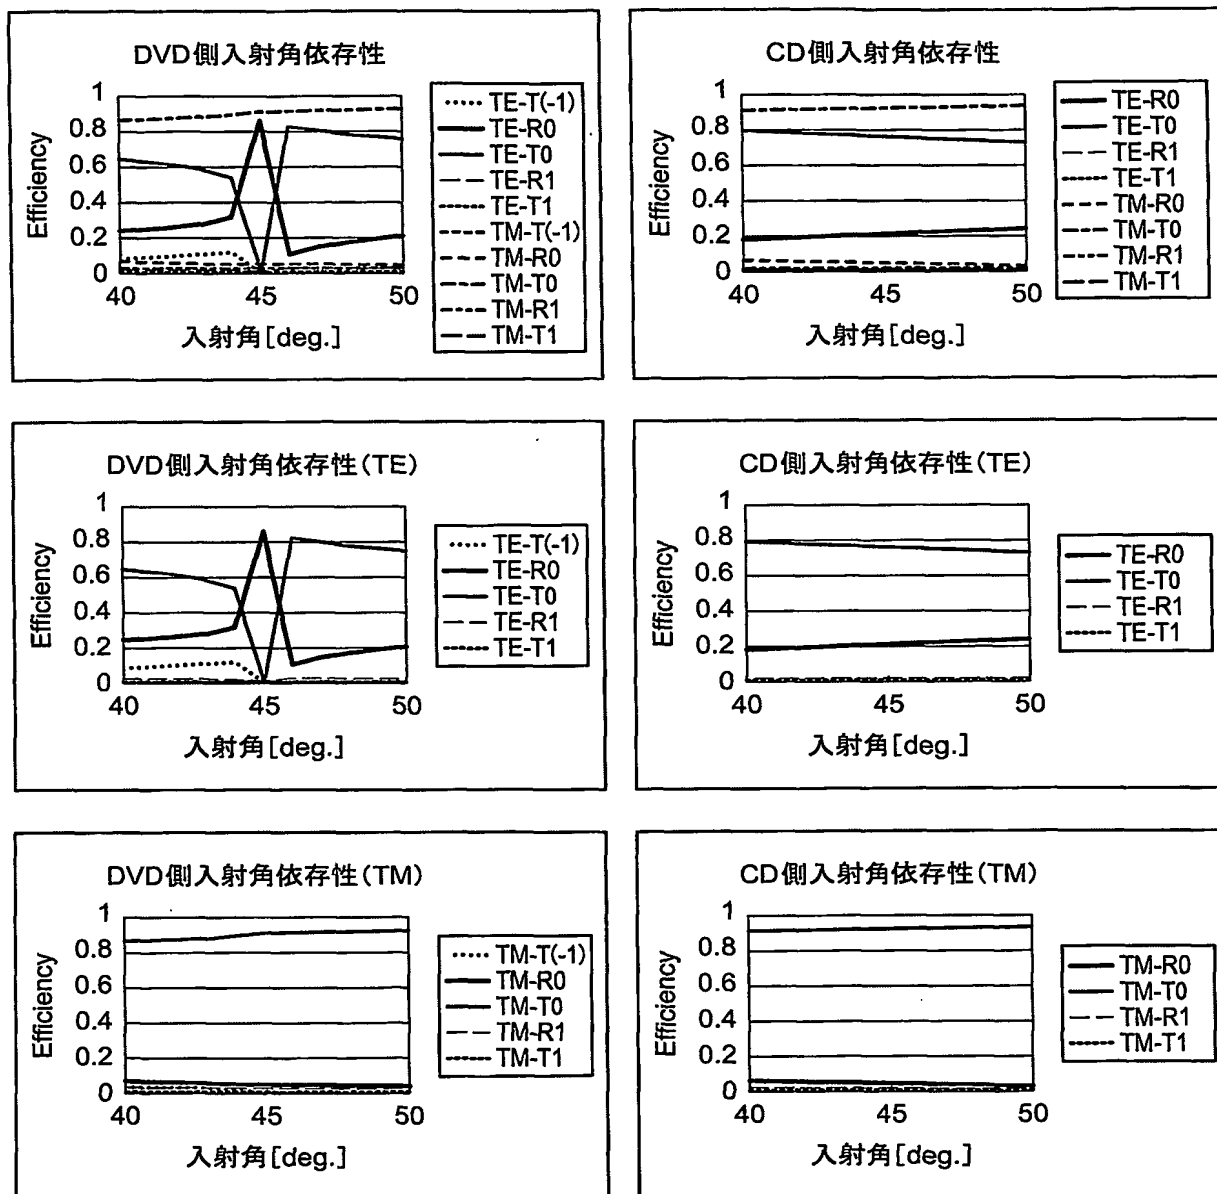 DVD側入射角依存性
1
0.8
0.6
0.4
0.2
0
Efficiency
40
45
50
入射角[deg.]
TE-T(-1)
TE-R0
TE-T0
TE-R1
TE-T1
TM-T(-1)
TM-R0
TM-T0
TM-R1
TM-T1
CD側入射角依存性
1
0.8
0.6
0.4
0.2
0
Efficiency
40
45
50
入射角[deg.]
TE-R0
TE-T0
TE-R1
TE-T1
TM-R0
TM-T0
TM-R1
TM-T1
DVD側入射角依存性(TE)
1
0.8
0.6
0.4
0.2
0
Efficiency
40
45
50
入射角[deg.]
TE-T(-1)
TE-R0
TE-T0
TE-R1
TE-T1
CD側入射角依存性(TE)
1
0.8
0.6
0.4
0.2
0
Efficiency
40
45
50
入射角[deg.]
TE-R0
TE-T0
TE-R1
TE-T1
DVD側入射角依存性(TM)
1
0.8
0.6
0.4
0.2
0
Efficiency
40
45
50
入射角[deg.]
TM-T(-1)
TM-R0
TM-T0
TM-R1
TM-T1
CD側入射角依存性(TM)
1
0.8
0.6
0.4
0.2
0
Efficiency
40
45
50
入射角[deg.]
TM-R0
TM-T0
TM-R1
TM-T1